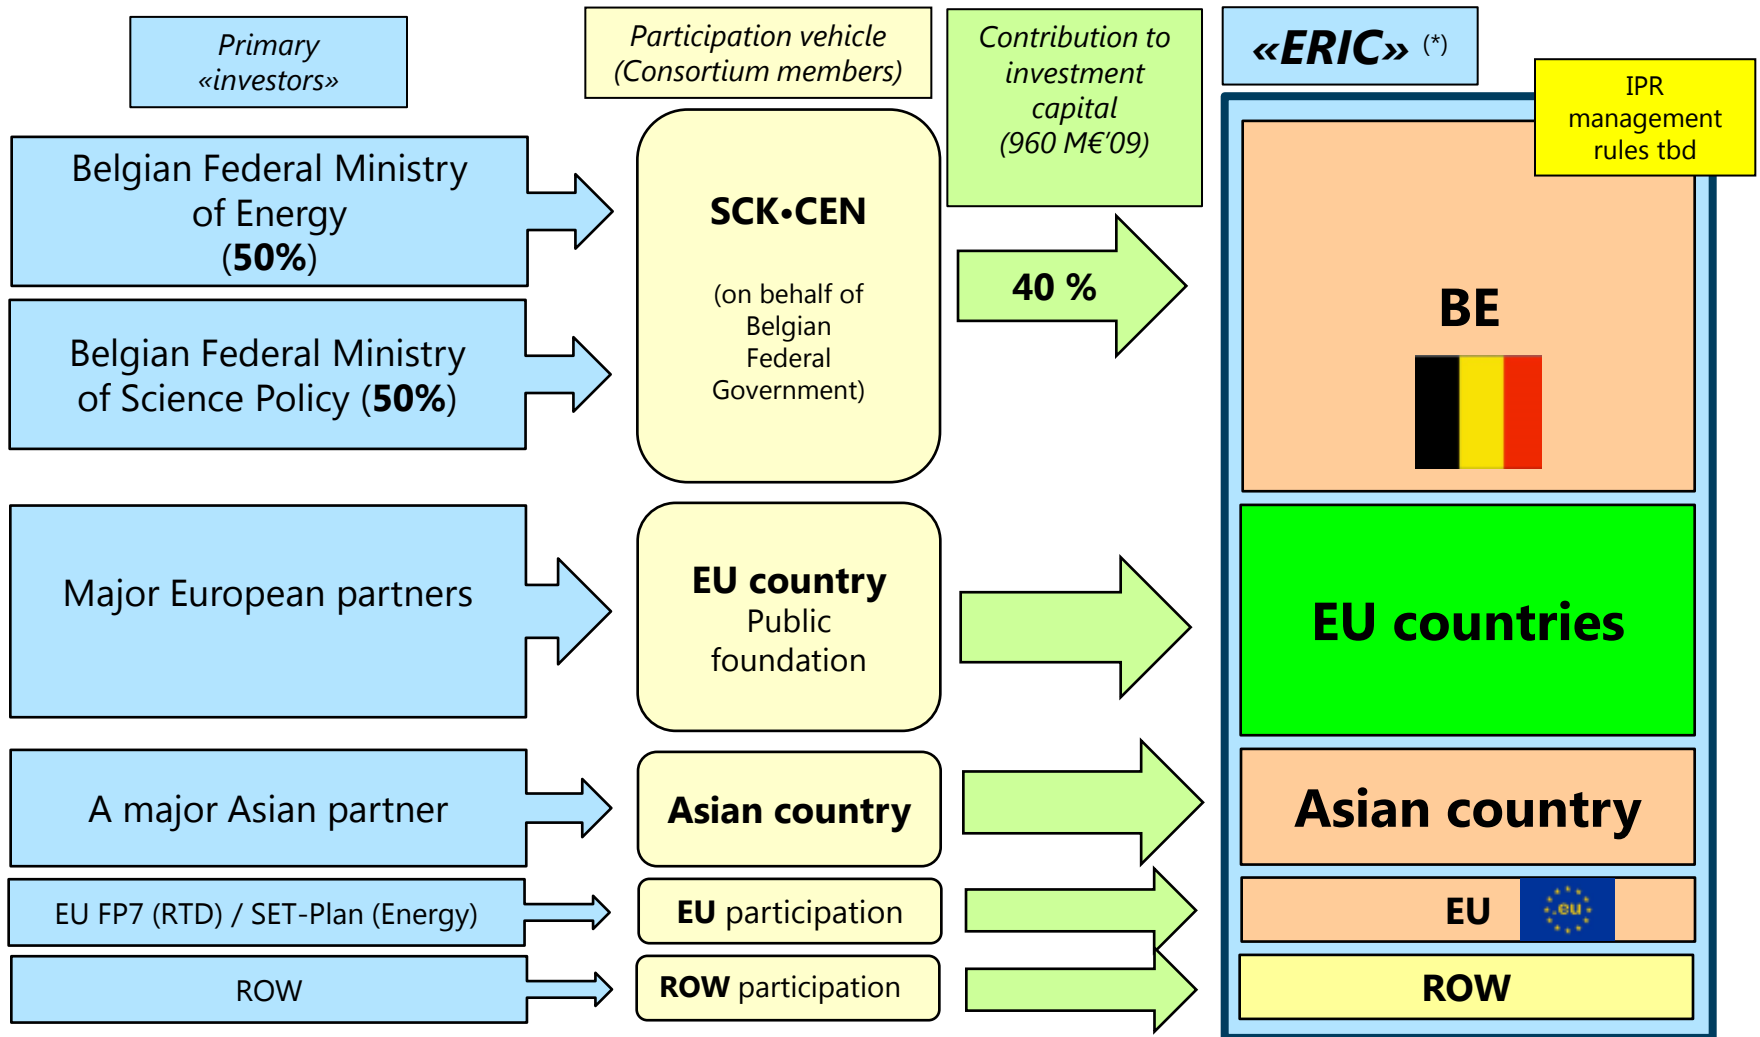 Primary
«investors»
Participation vehicle
(Consortium members)
Contribution to
investment
capital
(960 M€’09)
«ERIC» (*)
IPR
management
rules tbd
Belgian Federal Ministry
of Energy
(50%)
Belgian Federal Ministry
of Science Policy (50%)
SCK•CEN
(on behalf of
Belgian
Federal
Government)
40 %
BE
Major European partners
EU country
Public
foundation
EU countries
A major Asian partner
Asian country
Asian country
EU FP7 (RTD) / SET-Plan (Energy)
EU participation
EU
.eu
ROW
ROW participation
ROW